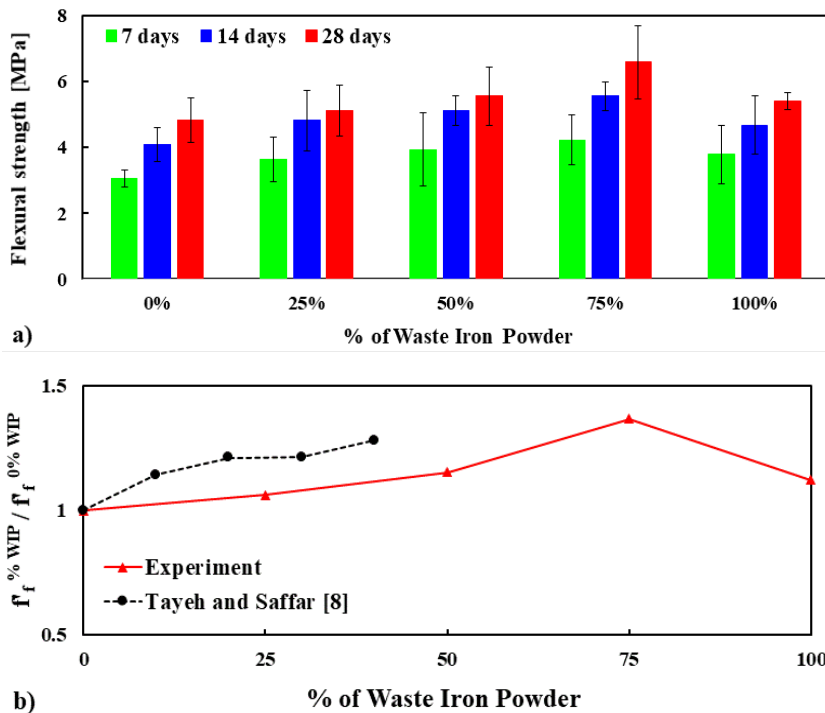 8
6
4
2
0
Flexural strength [MPa]
7 days 14 days 28 days
0% 25% 50% 75% 100%
% of Waste Iron Powder
a)
1.5
1
0.5
f'f % WIP / f'f 0% WIP
Experiment
Tayeh and Saffar [8]
0 25 50 75 100
% of Waste Iron Powder
b)